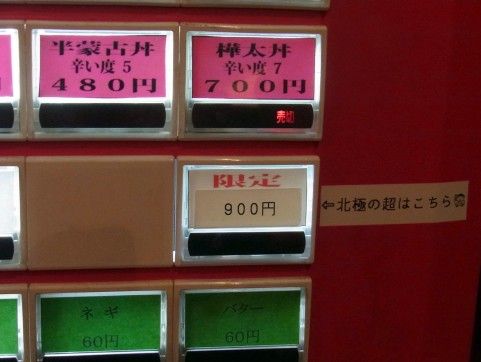 半蒙古丼
辛い度 5
480円
樺太丼
辛い度 7
700円
売切
限定
900円
⇦北極の超はこちら
ネギ
60円
バター
60円